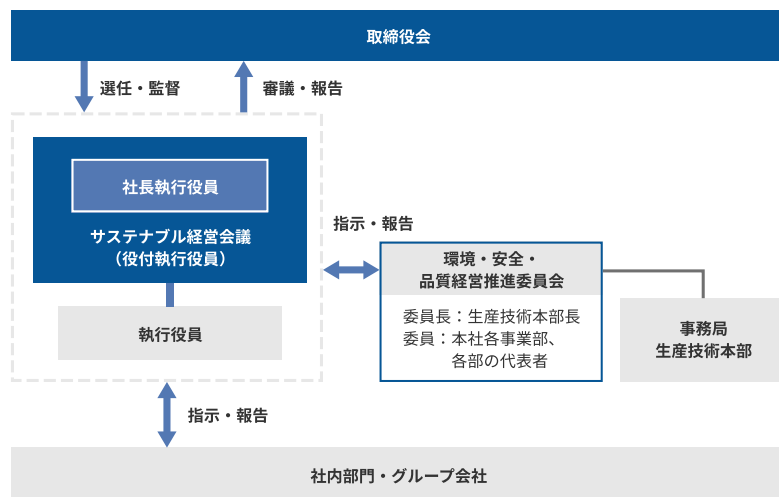 取締役会
選任・監督
審議・報告
社長執行役員
サステナブル経営会議
（役付執行役員）
執行役員
指示・報告
環境・安全・
品質経営推進委員会
委員長：生産技術本部長
委員：本社各事業部、
各部の代表者
事務局
生産技術本部
指示・報告
社内部門・グループ会社